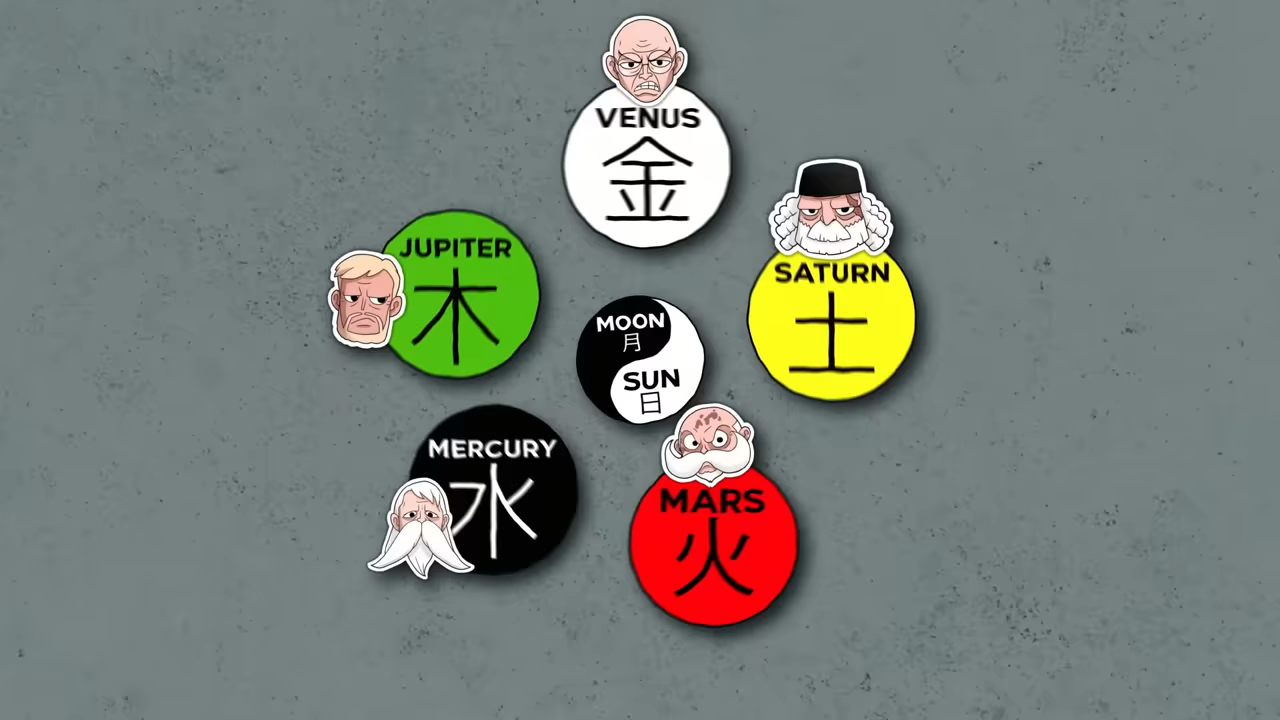 VENUS
金
JUPITER
木
SATURN
土
MOON
月
SUN
日
MERCURY
水
MARS
火